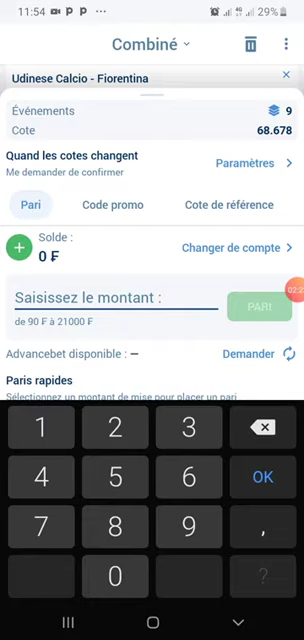 11:54 P P ... 29%
Combiné
Udinese Calcio - Fiorentina
Événements 9
Cote 68.678
Quand les cotes changent
Me demander de confirmer
Paramètres
Pari Code promo Cote de référence
Solde :
0 ₣
Changer de compte
Saisissez le montant :
PARI
de 90 ₣ à 21000 ₣
Advancebet disponible : — Demander
Paris rapides
Sélectionnez un montant de mise pour placer un pari
1 2 3
4 5 6 OK
7 8 9 ,
0 ?